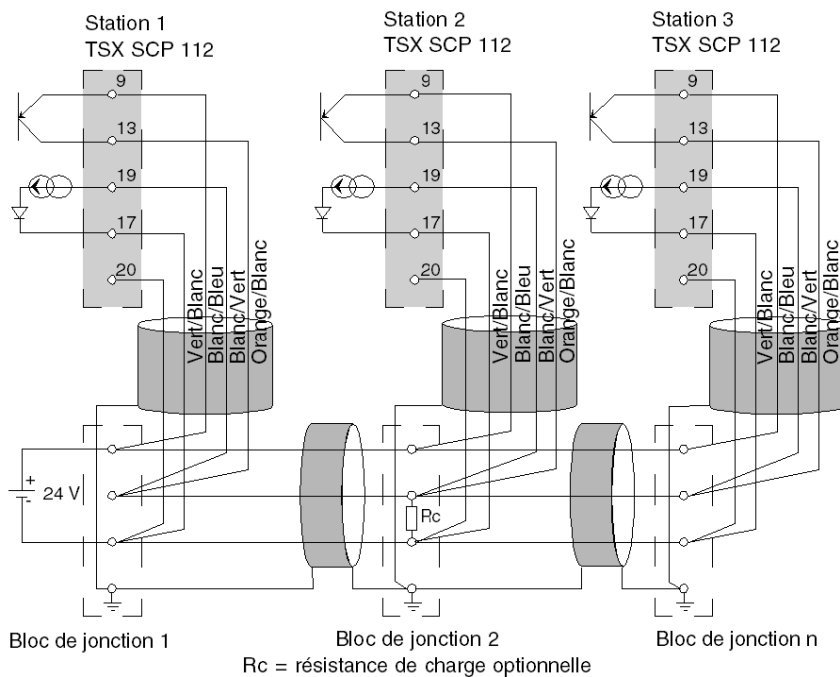 Station 1
TSX SCP 112
9
13
19
17
20
Vert/Blanc
Blanc/Bleu
Blanc/Vert
Orange/Blanc
Station 2
TSX SCP 112
9
13
19
17
20
Vert/Blanc
Blanc/Bleu
Blanc/Vert
Orange/Blanc
Station 3
TSX SCP 112
9
13
19
17
20
Vert/Blanc
Blanc/Bleu
Blanc/Vert
Orange/Blanc
+
24 V
-
Rc
Bloc de jonction 1
Bloc de jonction 2
Bloc de jonction n
Rc = résistance de charge optionnelle